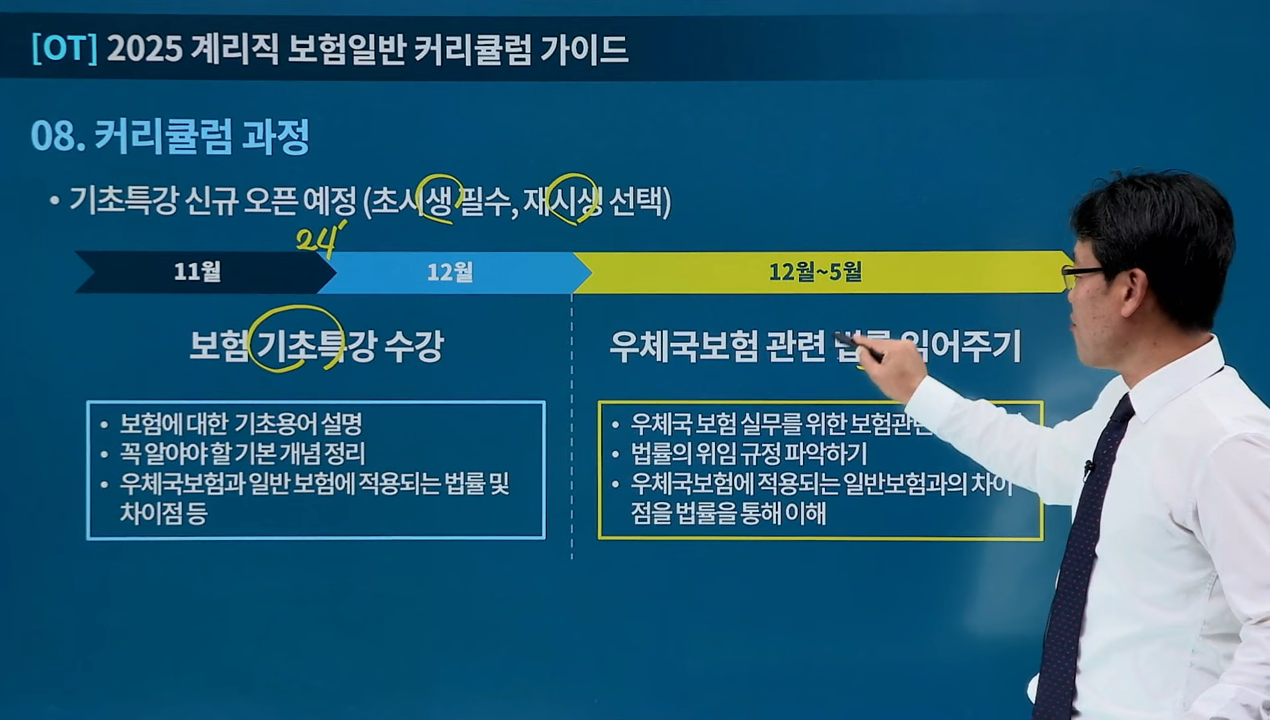 [OT] 2025 계리직 보험일반 커리큘럼 가이드
08. 커리큘럼 과정
• 기초특강 신규 오픈 예정 (초시생 필수, 재시생 선택)
24'
11월 12월 12월~5월
보험 기초특강 수강
• 보험에 대한 기초용어 설명
• 꼭 알야야 할 기본 개념 정리
• 우체국보험과 일반 보험에 적용되는 법률 및
차이점 등
우체국보험 관련 읽어주기
• 우체국 보험 실무를 위한 보험관련
• 법률의 위임 규정 파악하기
• 우체국보험에 적용되는 일반보험과의 차이
점을 법률을 통해 이해